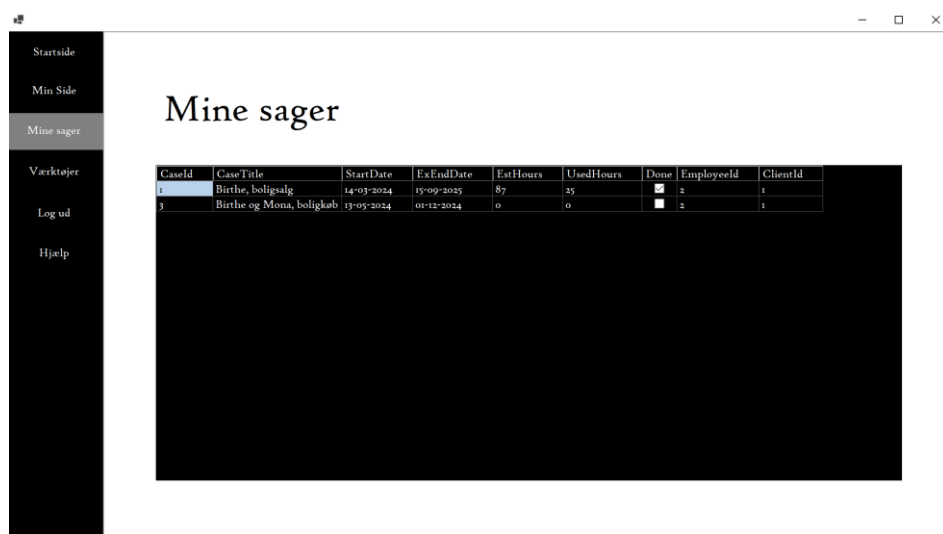 Startside
Min Side
Mine sager
Værktøjer
Log ud
Hjælp
Mine sager
CaseId CaseTitle StartDate ExEndDate EstHours UsedHours Done EmployeeId ClientId
1 Birthe, boligsalg 14-03-2024 15-09-2025 87 25 2 1
3 Birthe og Mona, boligkøb 13-05-2024 01-12-2024 0 0 2 1